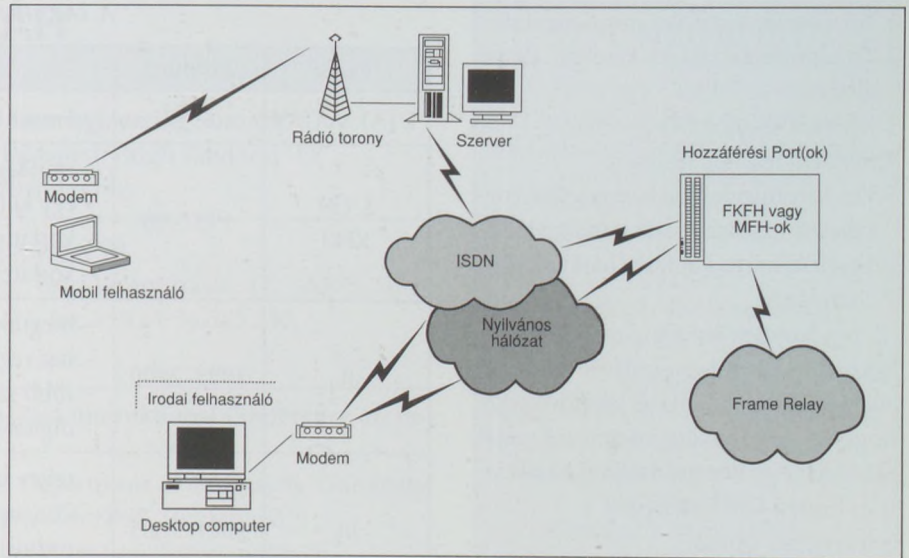 Rádió torony
Szerver
Modem
Mobil felhasználó
Hozzáférési Port(ok)
FKFH vagy
MFH-ok
ISDN
Nyilvános
hálózat
Frame Relay
Irodai felhasználó
Modem
Desktop computer